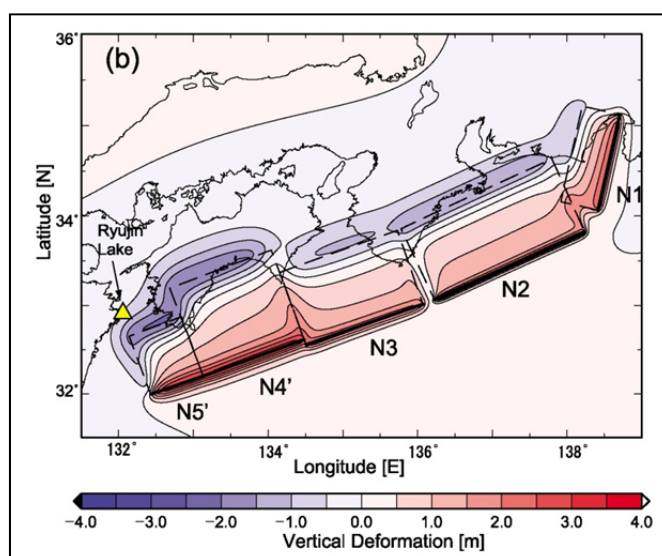 (b)
36°
34°
32°
Latitude [N]
Ryujin
Lake
N1
N2
N3
N4’
N5’
132°
134°
136°
138°
Longitude [E]
−4.0
−3.0
−2.0
−1.0
0.0
1.0
2.0
3.0
4.0
Vertical Deformation [m]